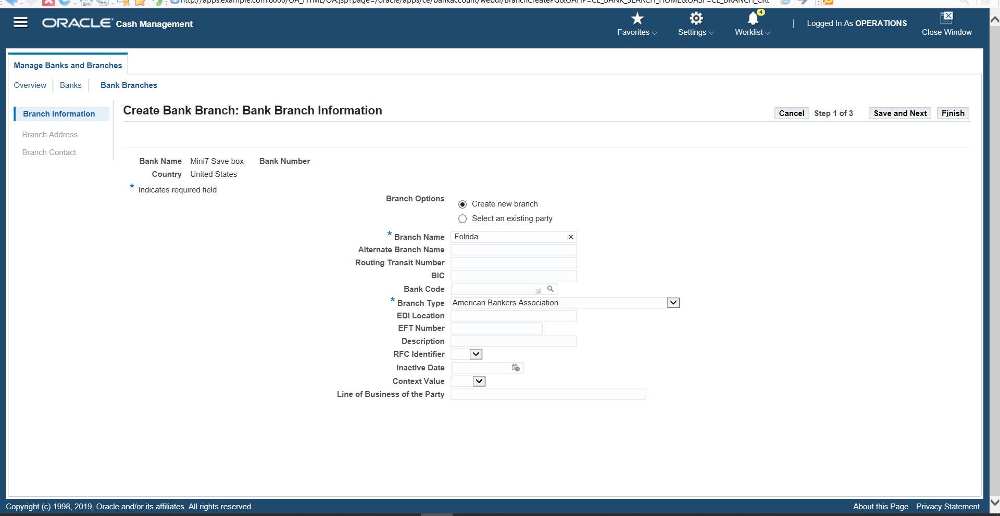 http://apps.example.com:8000/OA_HTML/OA.jsp?page=/oracle/apps/ce/bankaccount/webui/BranchCreatePG&OAHP=CE_BANK_SEARCH_HOME&OASF=CE_BRANCH_CRE
ORACLE Cash Management
Favorites
Settings
4
Worklist
Logged In As OPERATIONS
Close Window
Manage Banks and Branches
Overview
Banks
Bank Branches
Branch Information
Branch Address
Branch Contact
Create Bank Branch: Bank Branch Information
Cancel Step 1 of 3 Save and Next Finish
Bank Name Mini7 Save box Bank Number
Country United States
* Indicates required field
Branch Options
Create new branch
Select an existing party
* Branch Name Folrida
Alternate Branch Name
Routing Transit Number
BIC
Bank Code
* Branch Type American Bankers Association
EDI Location
EFT Number
Description
RFC Identifier
Inactive Date
Context Value
Line of Business of the Party
Copyright (c) 1998, 2019, Oracle and/or its affiliates. All rights reserved.
About this Page Privacy Statement